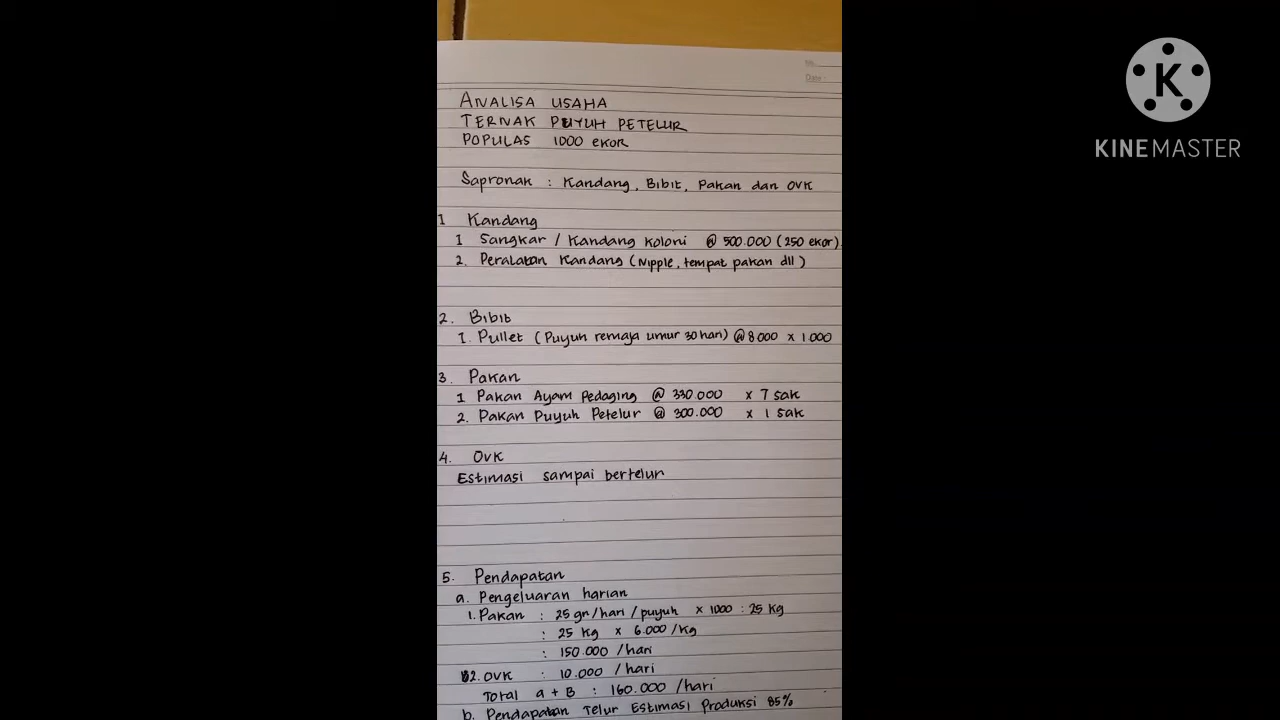 No.
Date :
KINEMASTER
ANALISA USAHA
TERNAK PUYUH PETELUR
POPULAS 1000 EKOR
Sapronak : Kandang, Bibit, Pakan dan OVK
1 Kandang
1 Sangkar / Kandang Koloni @ 500.000 (250 ekor)
2. Peralatan Kandang (Nipple, tempat pakan dll)
2. Bibit
1. Pullet (Puyuh remaja umur 30 hari) @ 8.000 x 1.000
3. Pakan
1 Pakan Ayam Pedaging @ 330.000 x 7 sak
2. Pakan Puyuh Petelur @ 300.000 x 1 sak
4. OVK
Estimasi sampai bertelur
5. Pendapatan
a. Pengeluaran harian
1. Pakan : 25 gr/hari/puyuh x 1000 : 25 Kg
: 25 Kg x 6.000/Kg
: 150.000 /hari
2. OVK : 10.000 /hari
Total a + B : 160.000 /hari
b. Pendapatan Telur Estimasi Produksi 85%